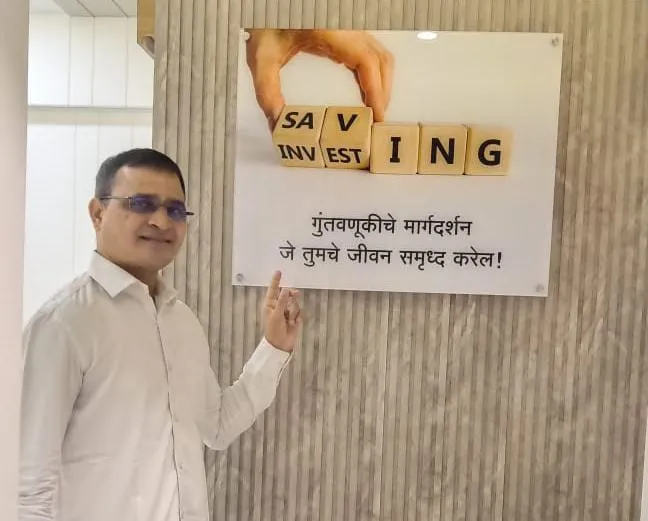 SA V
INV EST I N G
गुंतवणूकीचे मार्गदर्शन
जे तुमचे जीवन समृध्द करेल!